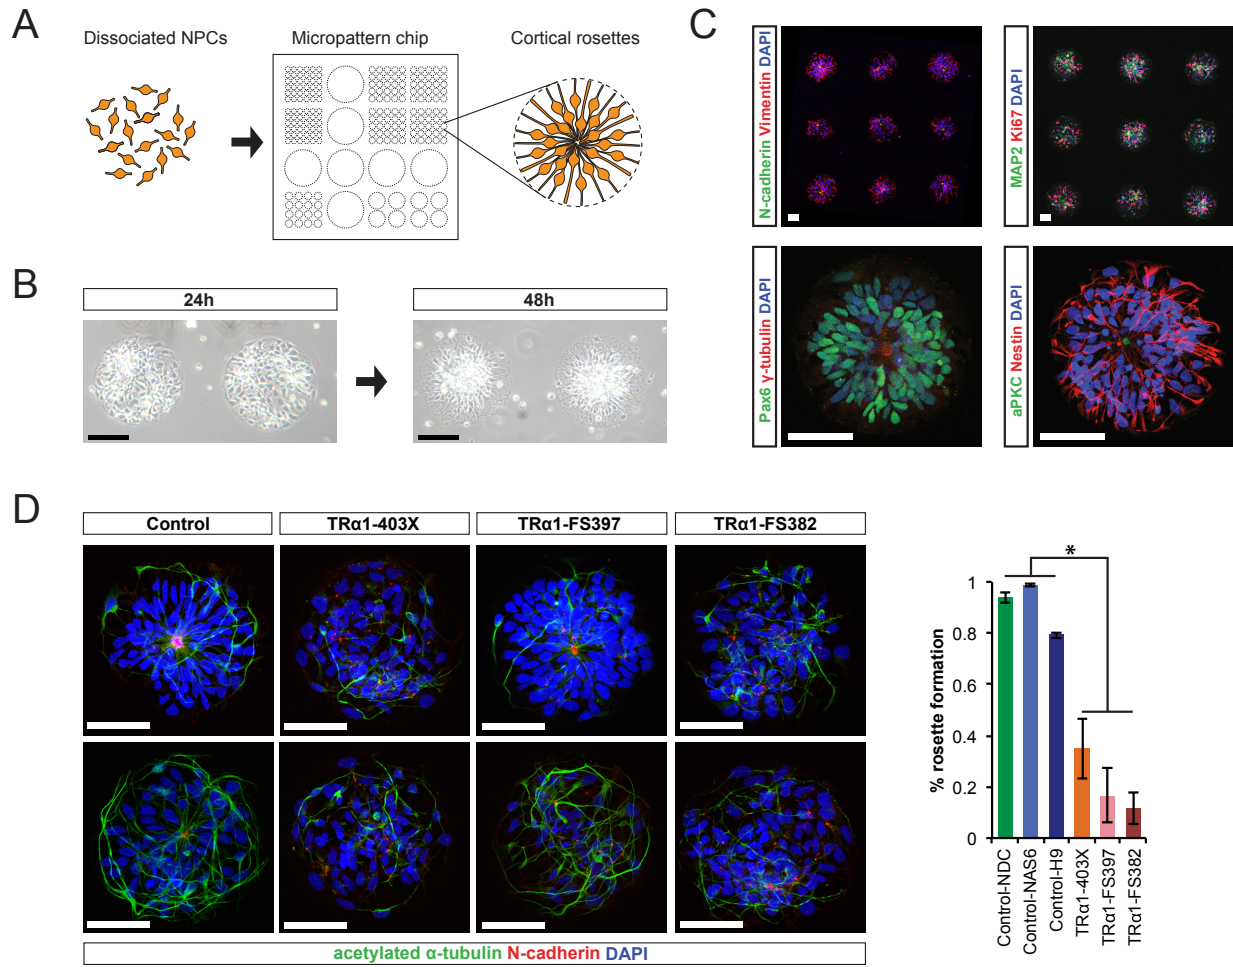 A
Dissociated NPCs
Micropattern chip
Cortical rosettes
B
24h
48h
C
N-cadherin Vimentin DAPI
MAP2 Ki67 DAPI
Pax6 γ-tubulin DAPI
aPKC Nestin DAPI
D
Control
TRα1-403X
TRα1-FS397
TRα1-FS382
acetylated α-tubulin N-cadherin DAPI
*
% rosette formation
1
0.8
0.6
0.4
0.2
0
Control-NDC
Control-NAS6
Control-H9
TRα1-403X
TRα1-FS397
TRα1-FS382